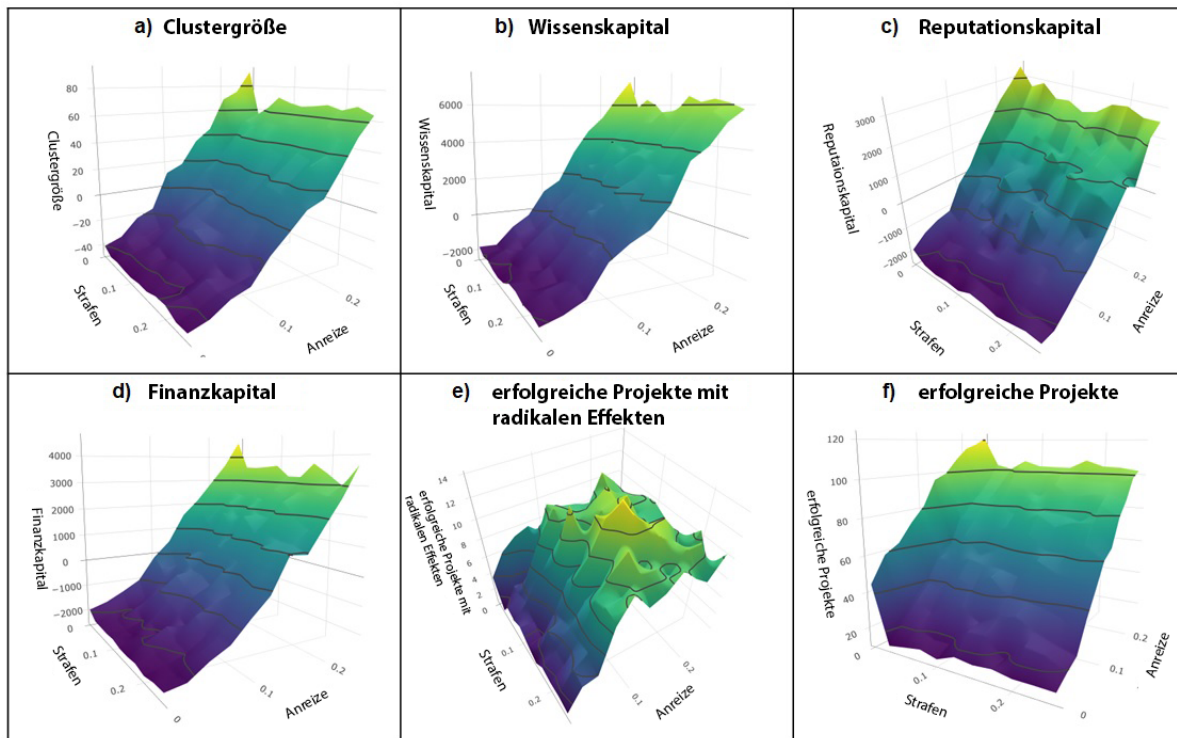 a) Clustergröße
80
60
40
20
0
−20
−40
Clustergröße
0
0.1
0.2
Strafen
0.1
0.2
Anreize
b) Wissenskapital
6000
4000
2000
0
−2000
Wissenskapital
0
0.1
0.2
Strafen
0
0.1
0.2
Anreize
c) Reputationskapital
3000
2000
1000
0
−1000
−2000
Reputaionskapital
0
0.1
0.2
Strafen
0.1
0.2
Anreize
d) Finanzkapital
4000
3000
2000
1000
0
−1000
−2000
Finanzkapital
0
0.1
0.2
Strafen
0
0.1
0.2
Anreize
e) erfolgreiche Projekte mit
radikalen Effekten
14
12
10
8
6
4
2
0
erfolgreiche Projekte mit
radikalen Effekten
0
0.1
0.2
Strafen
0
0.1
0.2
Anreize
f) erfolgreiche Projekte
120
100
80
60
40
20
erfolgreiche Projekte
0
0.1
0.2
Strafen
0
0.1
0.2
Anreize